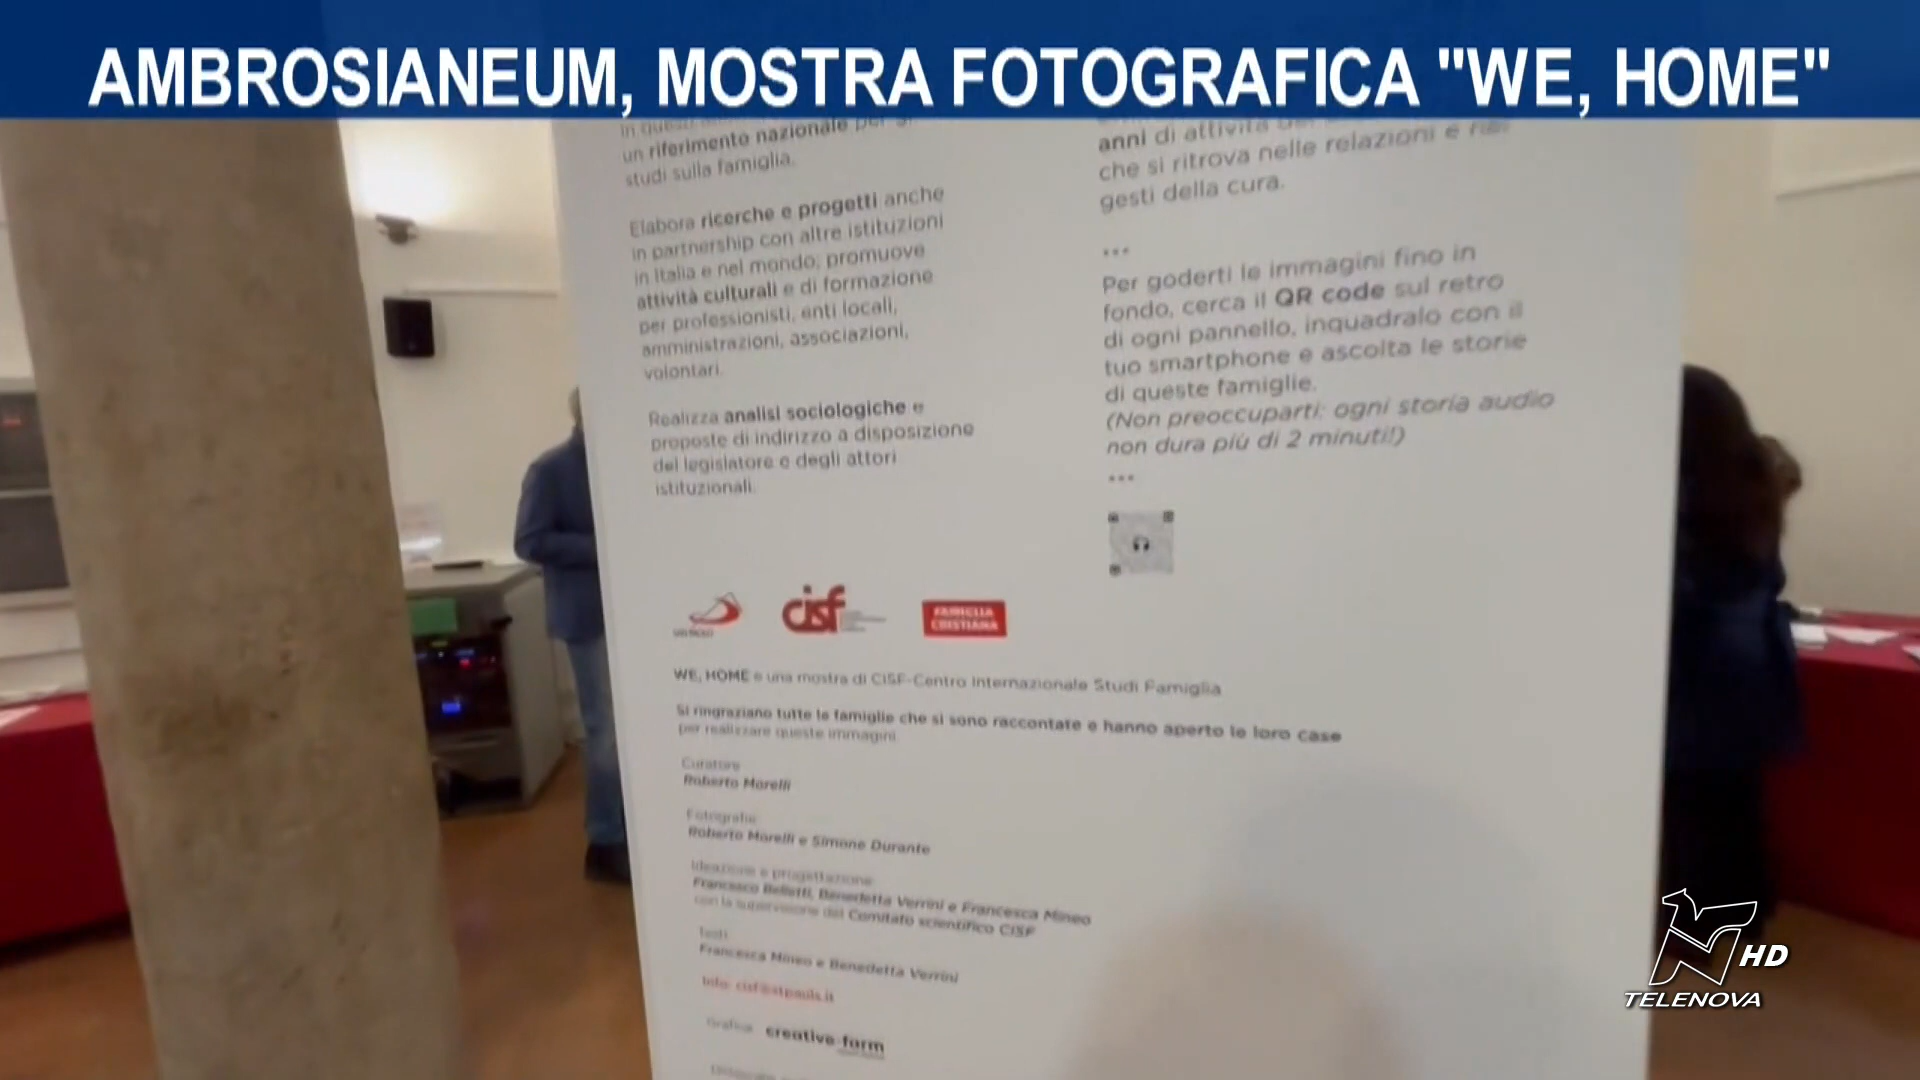 AMBROSIANEUM, MOSTRA FOTOGRAFICA "WE, HOME"
un riferimento nazionale per
studi sulla famiglia.
Elabora ricerche e progetti anche
in partnership con altre istituzioni
in Italia e nel mondo; promuove
attività culturali e di formazione
per professionisti, enti locali,
amministrazioni, associazioni,
volontari.
Realizza analisi sociologiche e
proposte di indirizzo a disposizione
del legislatore e degli attori
istituzionali.
anni di attività
che si ritrova nelle relazioni e nei
gesti della cura.
...
Per goderti le immagini fino in
fondo, cerca il QR code sul retro
di ogni pannello, inquadralo con il
tuo smartphone e ascolta le storie
di queste famiglie.
(Non preoccuparti: ogni storia audio
non dura più di 2 minuti!)
...
SAN PAOLO
cisf
FAMIGLIA
CRISTIANA
WE, HOME è una mostra di CISF-Centro Internazionale Studi Famiglia
Si ringraziano tutte le famiglie che si sono raccontate e hanno aperto le loro case
per realizzare queste immagini.
Curatore
Roberto Morelli
Fotografie
Roberto Morelli e Simone Durante
Ideazione e progettazione
Francesco Belletti, Benedetta Verrini e Francesca Mineo
con la supervisione del Comitato scientifico CISF
Testi
Francesca Mineo e Benedetta Verrini
Info: cisf@stpauls.it
Grafica creative-farm
HD
TELENOVA